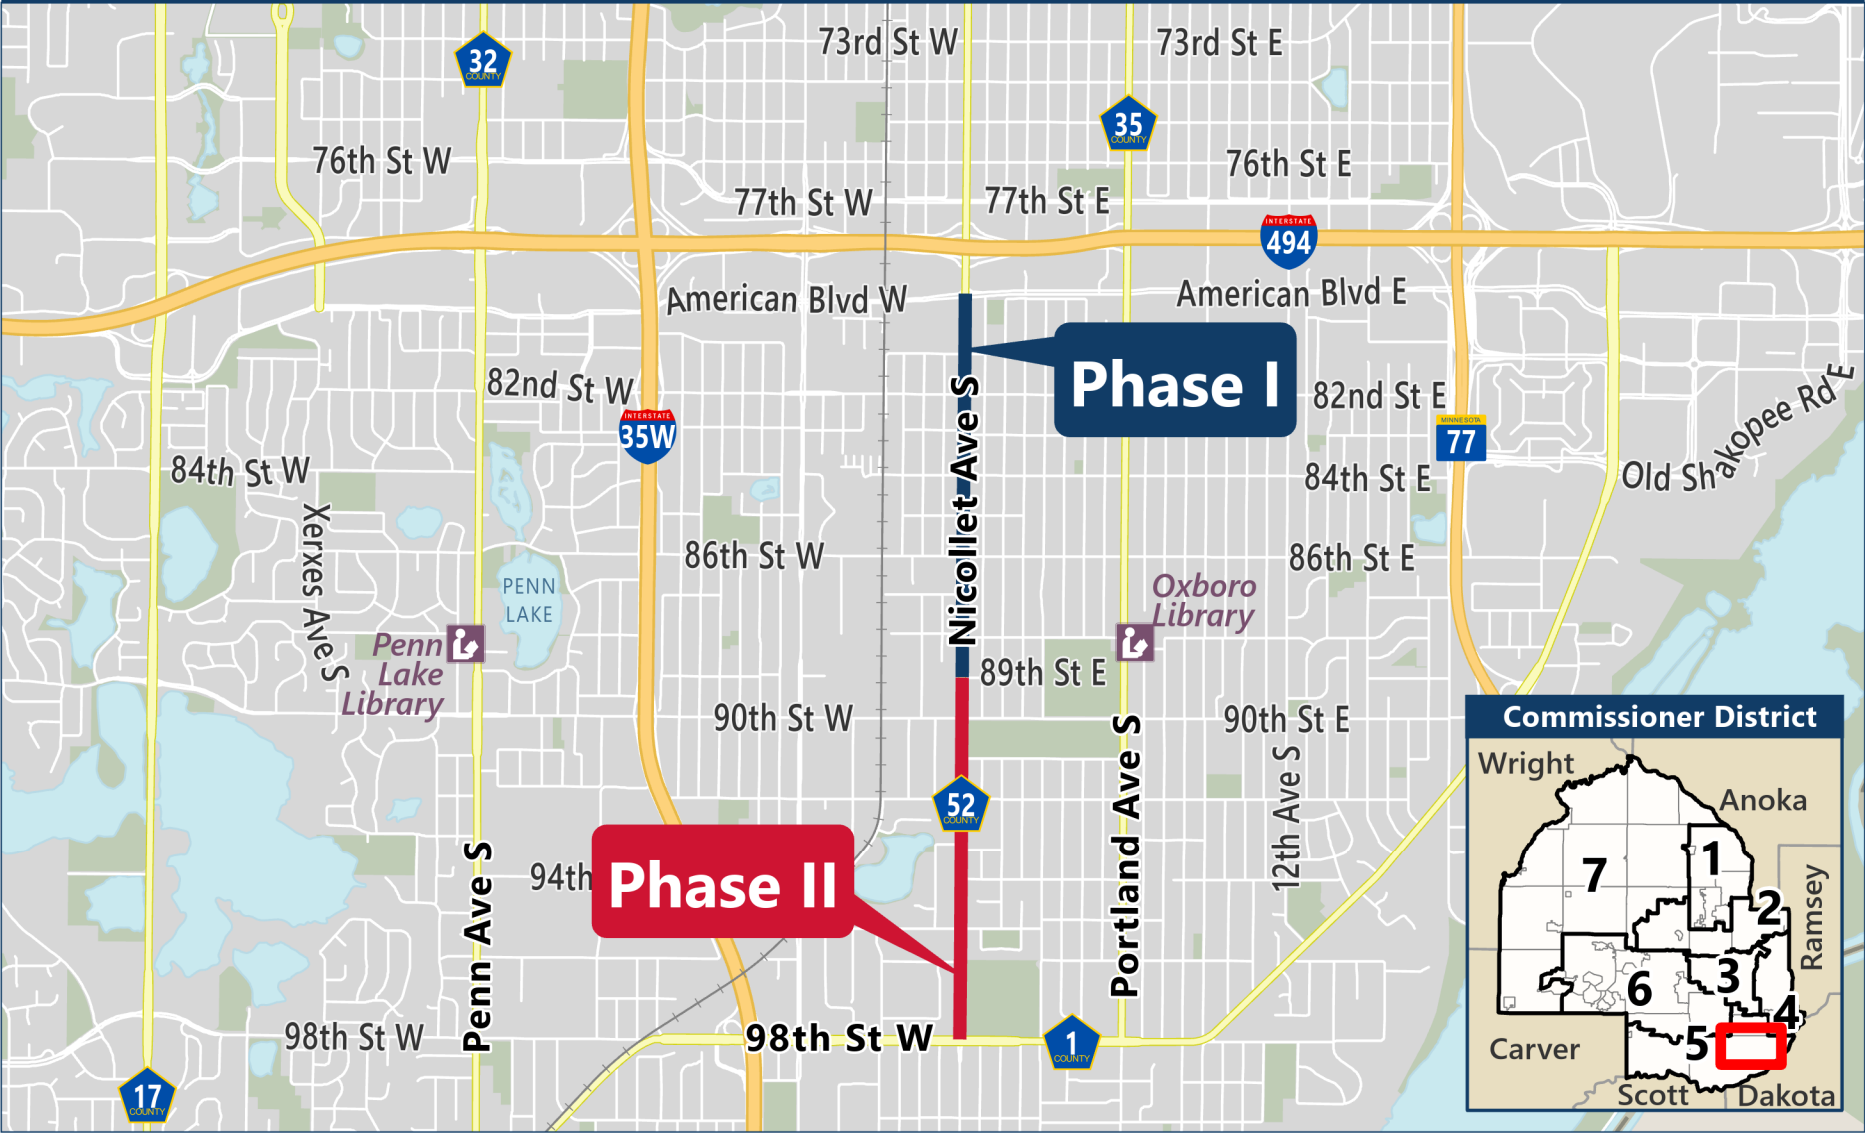 73rd St W
73rd St E
32
COUNTY
35
COUNTY
76th St W
76th St E
77th St W
77th St E
INTERSTATE
494
American Blvd W
American Blvd E
Phase I
82nd St W
82nd St E
INTERSTATE
35W
MINNESOTA
77
Nicollet Ave S
84th St W
84th St E
Old Shakopee Rd E
Xerxes Ave S
86th St W
86th St E
PENN
LAKE
Oxboro
Library
Penn
Lake
Library
89th St E
90th St W
90th St E
Portland Ave S
12th Ave S
52
COUNTY
Penn Ave S
94th
Phase II
98th St W
98th St W
1
COUNTY
17
COUNTY
Commissioner District
Wright
Anoka
7
1
2
Ramsey
3
6
4
5
Carver
Scott
Dakota